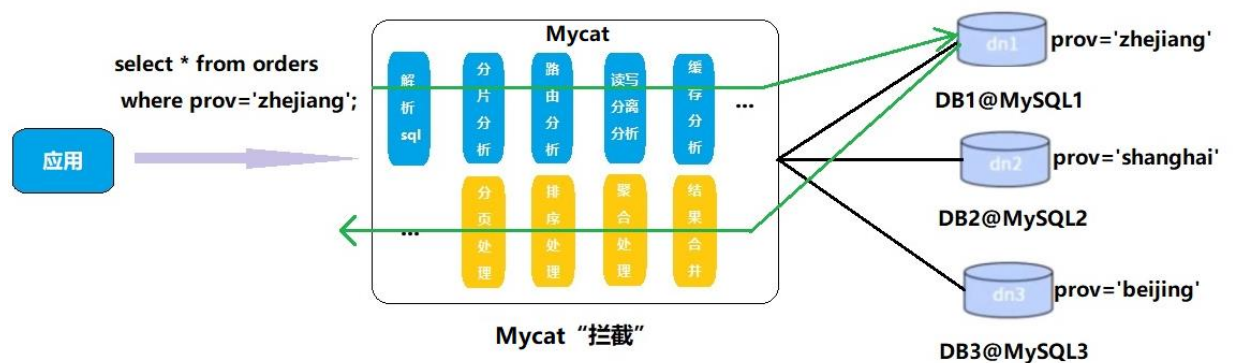 Mycat
select * from orders
where prov='zhejiang';
应用
解析sql
分片分析
路由分析
读写分离分析
缓存分析
...
...
分页处理
排序处理
聚合处理
结果合并
Mycat“拦截”
dn1
prov='zhejiang'
DB1@MySQL1
dn2
prov='shanghai'
DB2@MySQL2
dn3
prov='beijing'
DB3@MySQL3